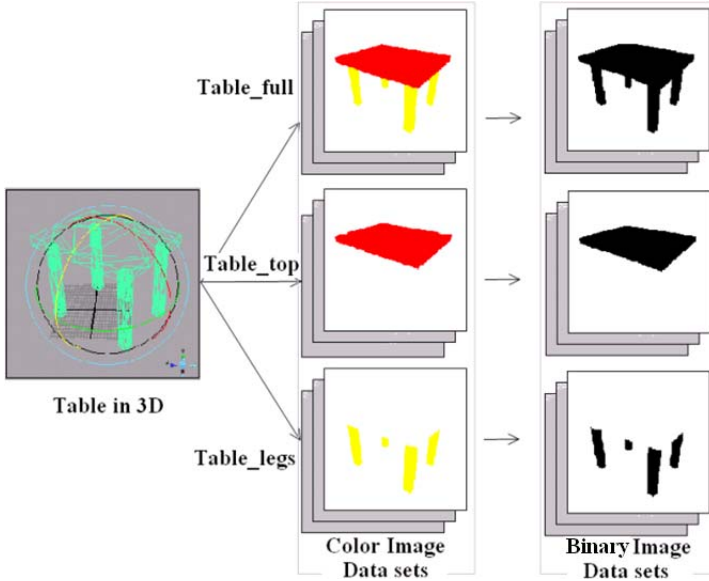 Table_full
Table_top
Table in 3D
Table_legs
Color Image
Data sets
Binary Image
Data sets